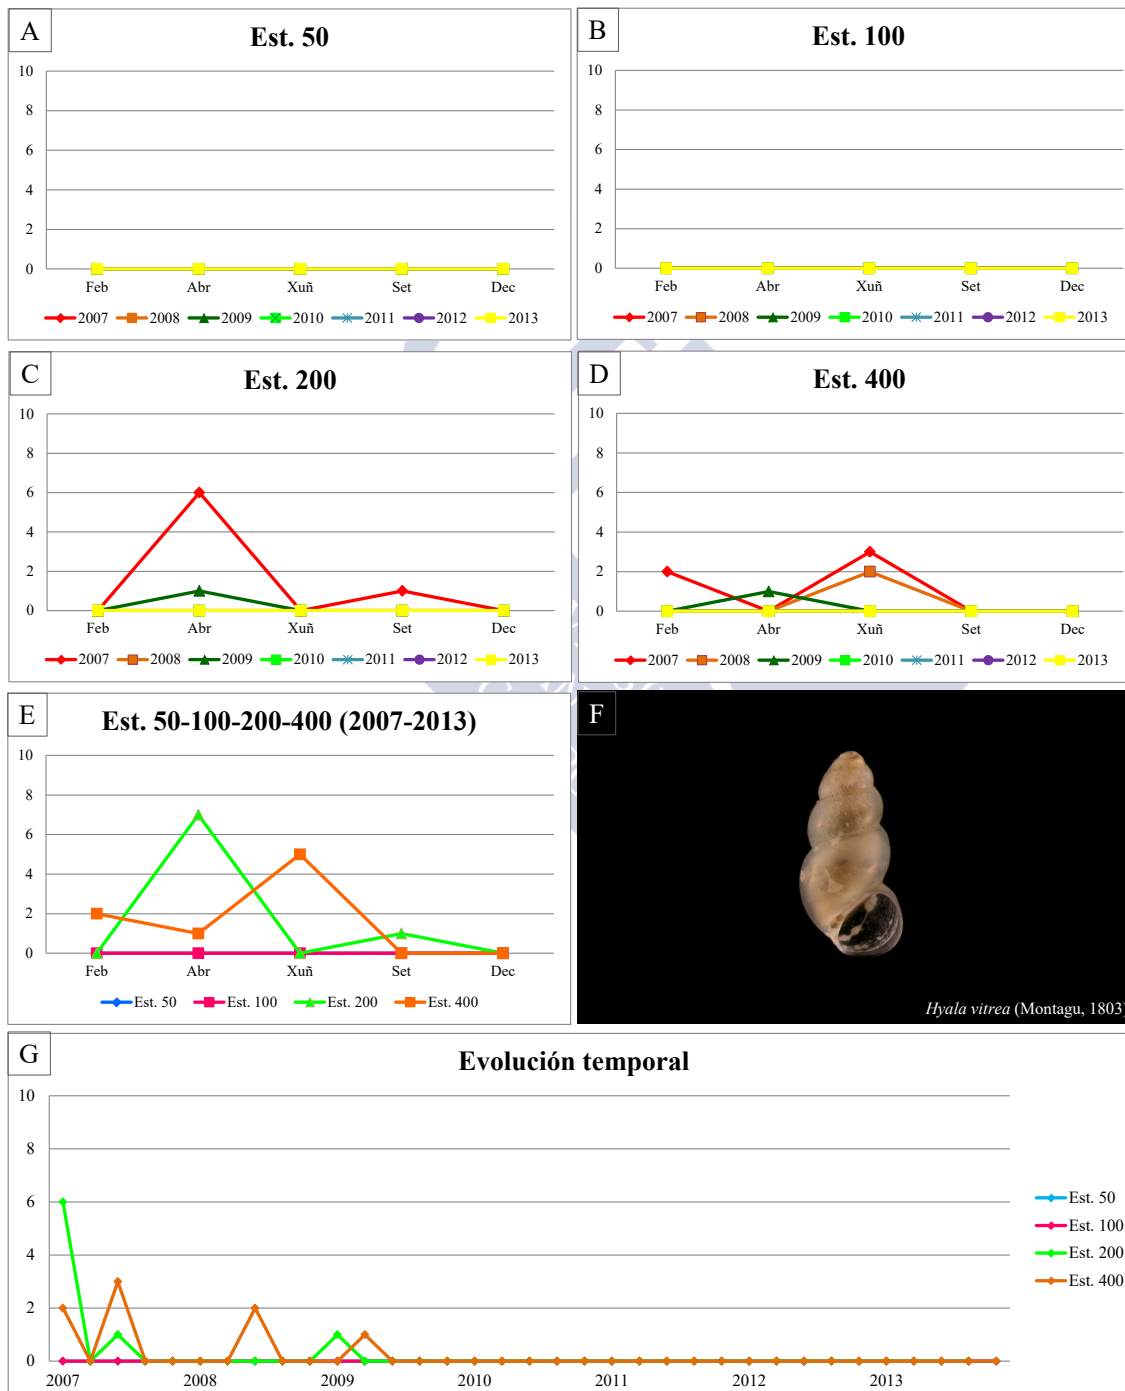 A
Est. 50
10
8
6
4
2
0
Feb Abr Xuñ Set Dec
2007 2008 2009 2010 2011 2012 2013
B
Est. 100
10
8
6
4
2
0
Feb Abr Xuñ Set Dec
2007 2008 2009 2010 2011 2012 2013
C
Est. 200
10
8
6
4
2
0
Feb Abr Xuñ Set Dec
2007 2008 2009 2010 2011 2012 2013
D
Est. 400
10
8
6
4
2
0
Feb Abr Xuñ Set Dec
2007 2008 2009 2010 2011 2012 2013
E
Est. 50-100-200-400 (2007-2013)
10
8
6
4
2
0
Feb Abr Xuñ Set Dec
Est. 50 Est. 100 Est. 200 Est. 400
F
Hyala vitrea (Montagu, 1803)
G
Evolución temporal
10
8
6
4
2
0
2007 2008 2009 2010 2011 2012 2013
Est. 50
Est. 100
Est. 200
Est. 400